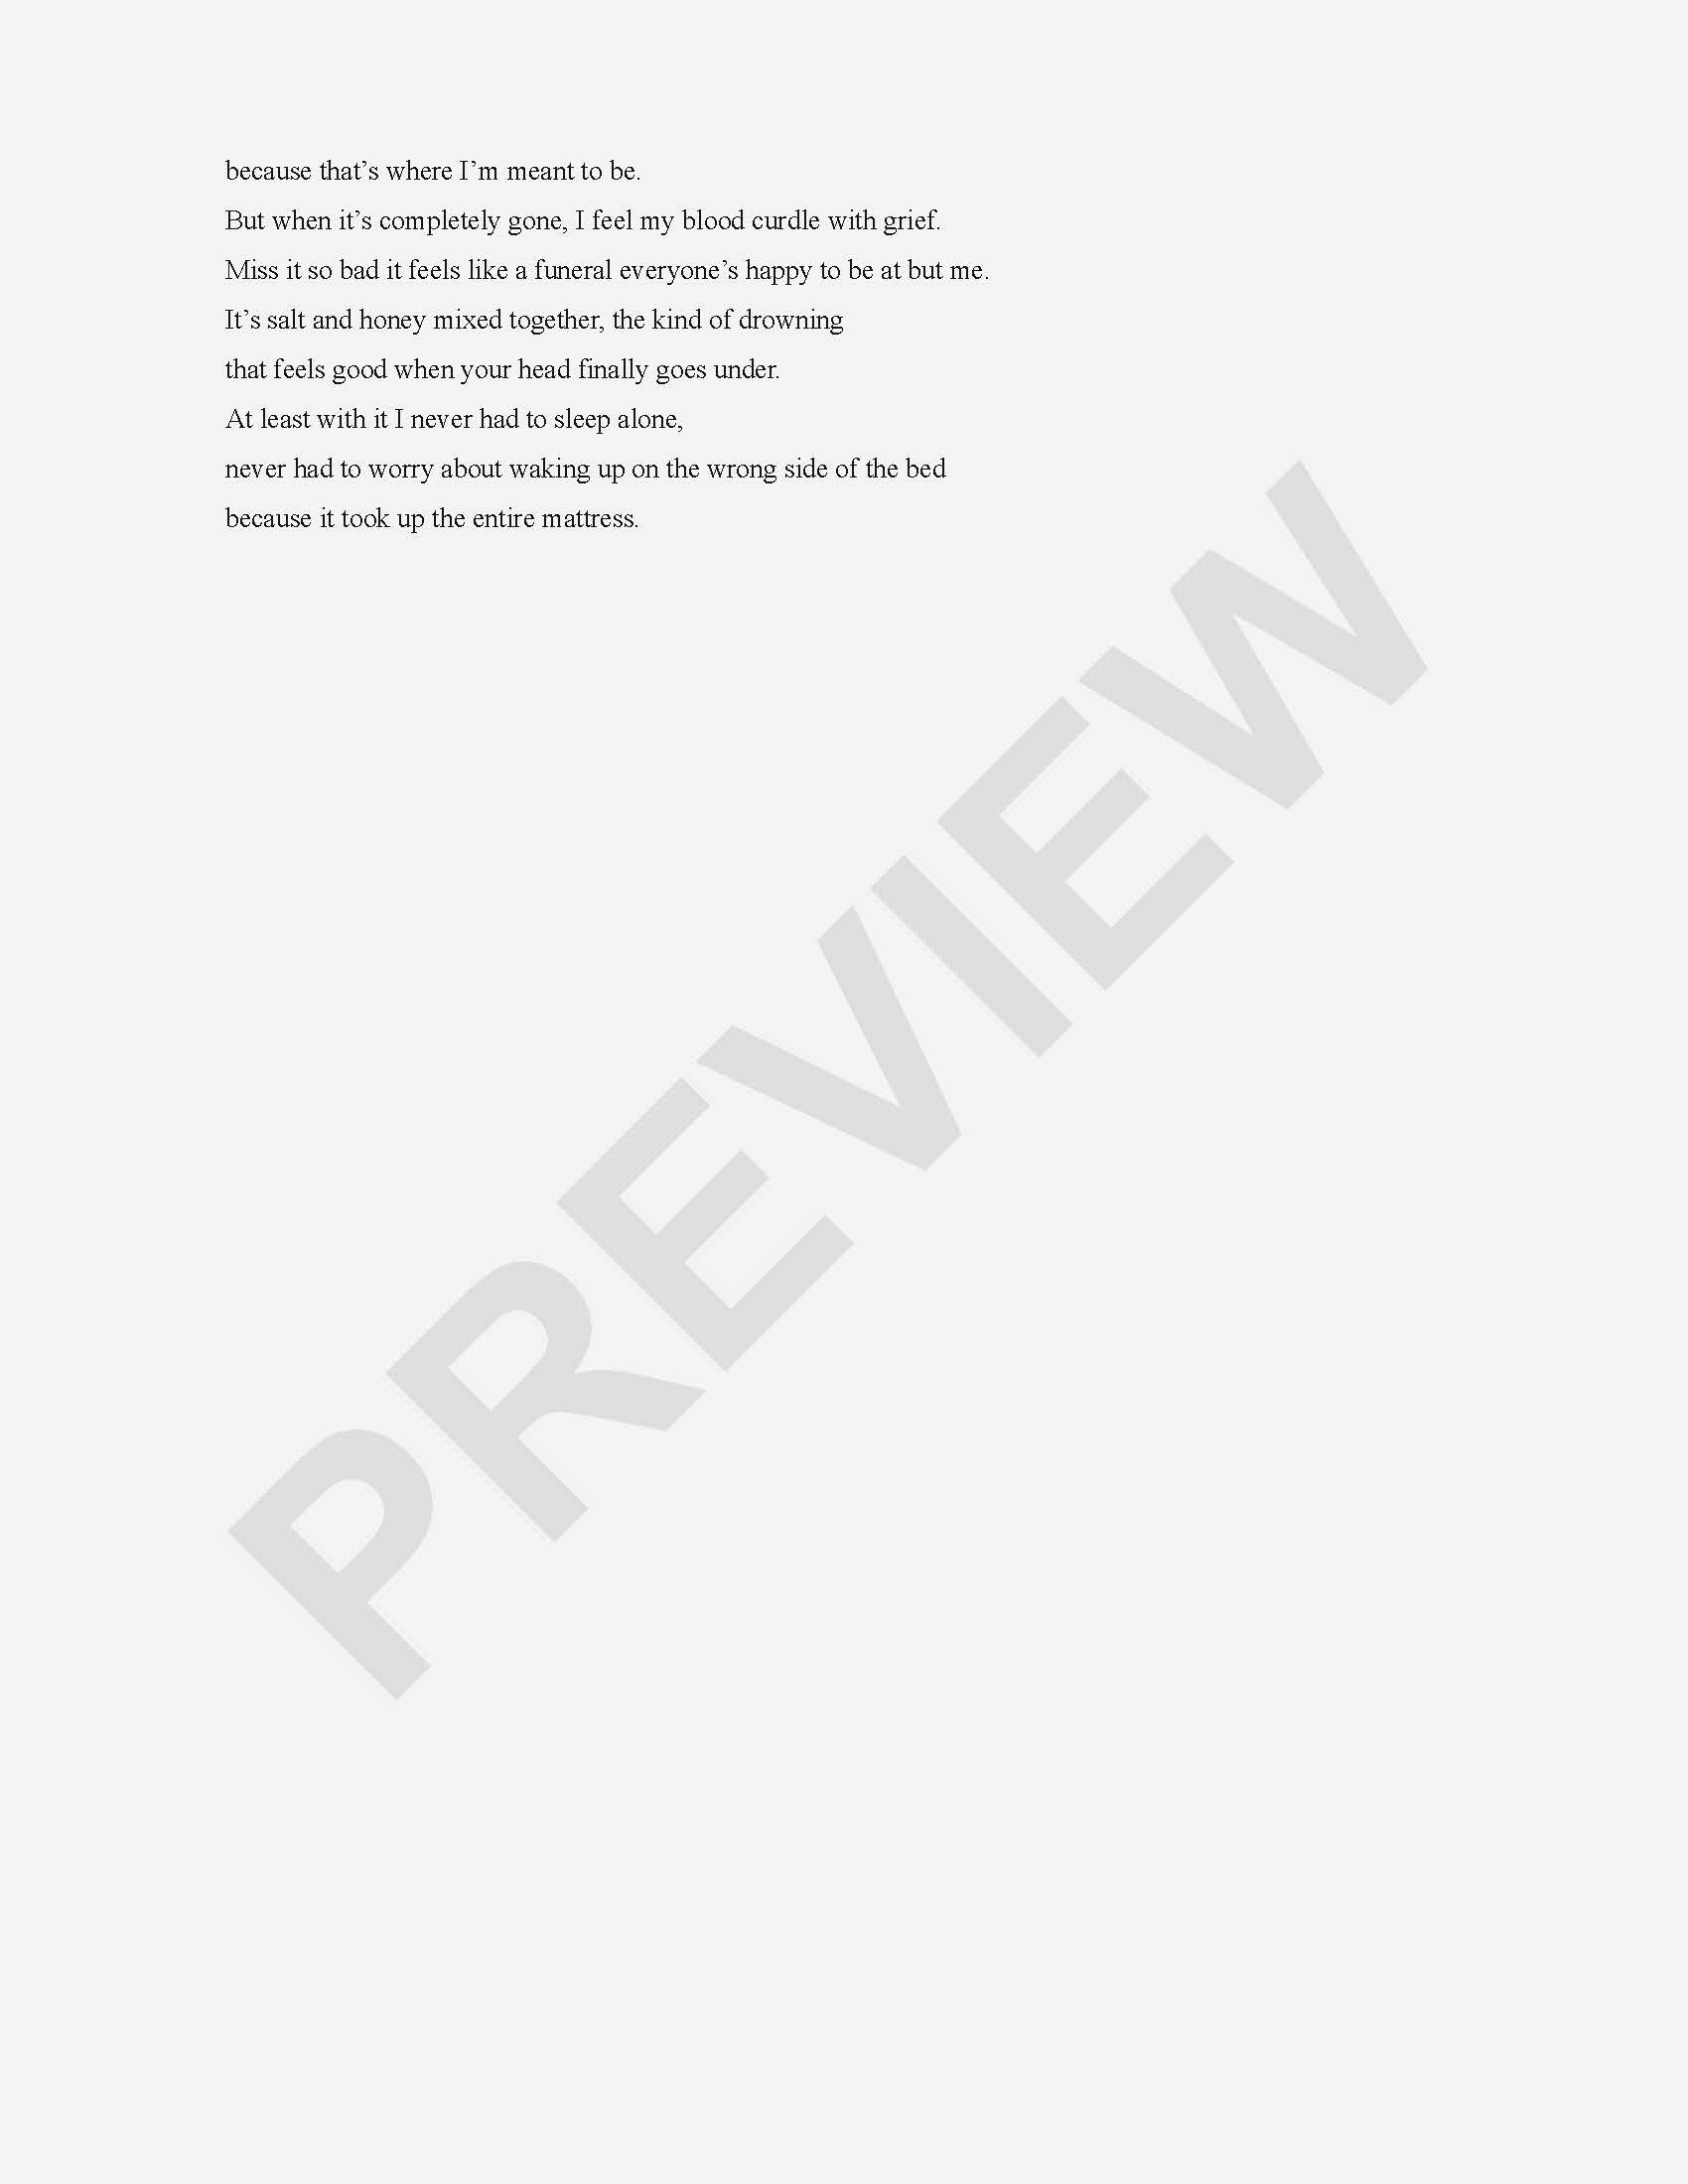 because that’s where I’m meant to be.
But when it’s completely gone, I feel my blood curdle with grief.
Miss it so bad it feels like a funeral everyone’s happy to be at but me.
It’s salt and honey mixed together, the kind of drowning
that feels good when your head finally goes under.
At least with it I never had to sleep alone,
never had to worry about waking up on the wrong side of the bed
because it took up the entire mattress.
PREVIEW